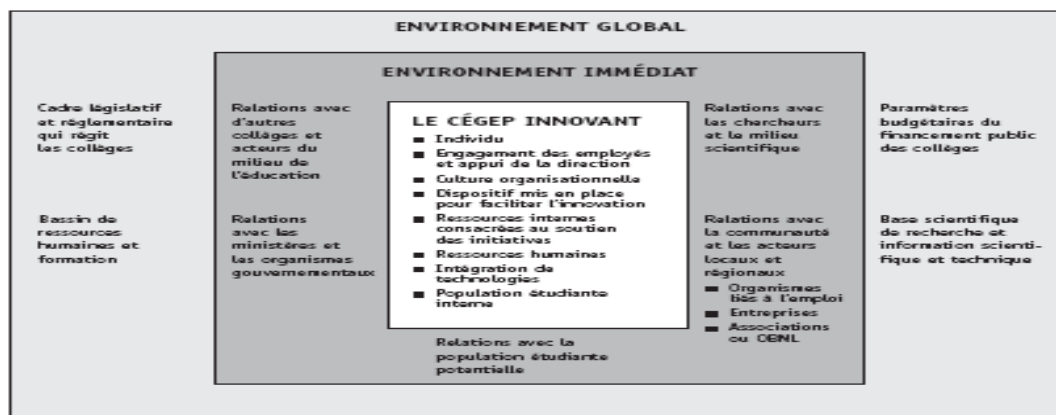 ENVIRONNEMENT GLOBAL
ENVIRONNEMENT IMMÉDIAT
Cadre législatif
et réglementaire
qui régit
les collèges
Bassin de
ressources
humaines et
formation
Relations avec
d'autres
collèges et
acteurs du
milieu de
l'éducation
Relations
avec les
ministères et
les organismes
gouvernementaux
LE CÉGEP INNOVANT
■ Individu
■ Engagement des employés
et appui de la direction
■ Culture organisationnelle
■ Dispositif mis en place
pour faciliter l'innovation
■ Ressources internes
consacrées au soutien
des initiatives
■ Ressources humaines
■ Intégration de
technologies
■ Population étudiante
interne
Relations avec la
population étudiante
potentielle
Relations avec
les chercheurs
et le milieu
scientifique
Relations avec
la communauté
et les acteurs
locaux et
régionaux
■ Organismes
liés à l'emploi
■ Entreprises
■ Associations
ou OBNL
Paramètres
budgétaires du
financement public
des collèges
Base scientifique
de recherche et
information scienti-
fique et technique